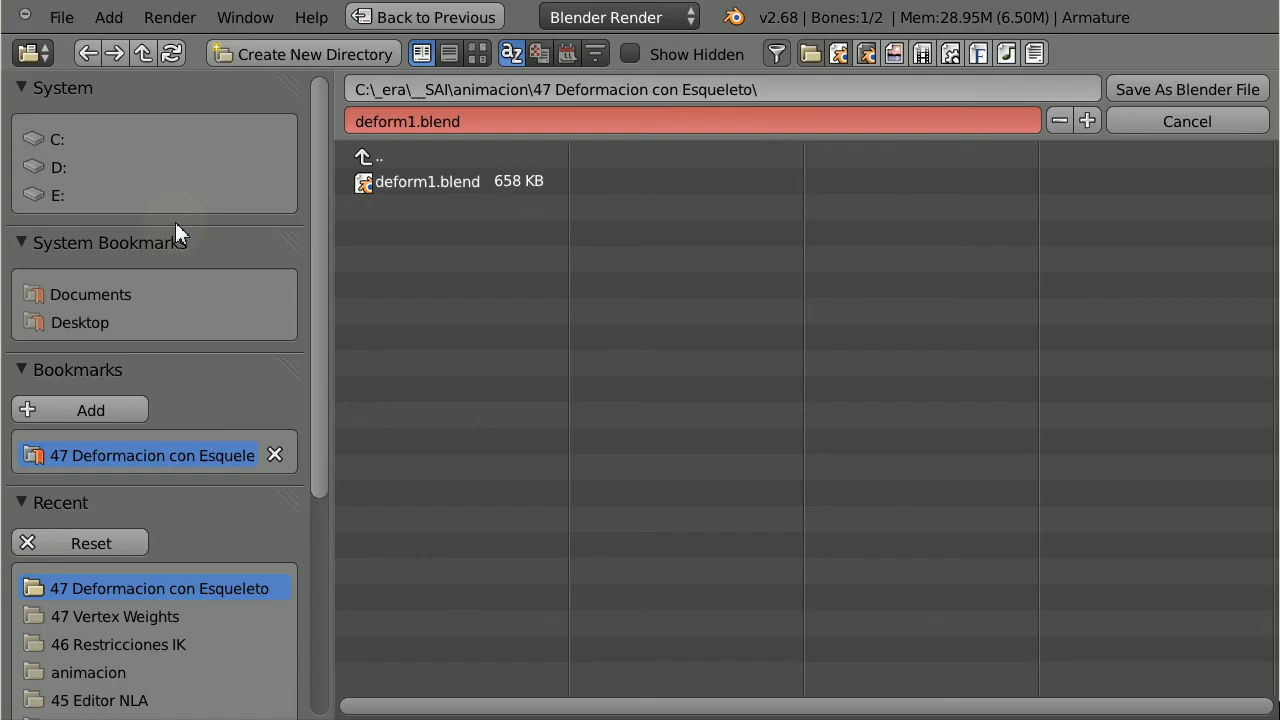 File Add Render Window Help Back to Previous Blender Render v2.68 | Bones:1/2 | Mem:28.95M (6.50M) | Armature
Create New Directory az Show Hidden F
System
C:\_era\__SAI\animacion\47 Deformacion con Esqueleto\ Save As Blender File
deform1.blend Cancel
C:
D:
E:
..
deform1.blend 658 KB
System Bookmarks
Documents
Desktop
Bookmarks
Add
47 Deformacion con Esquele
Recent
Reset
47 Deformacion con Esqueleto
47 Vertex Weights
46 Restricciones IK
animacion
45 Editor NLA